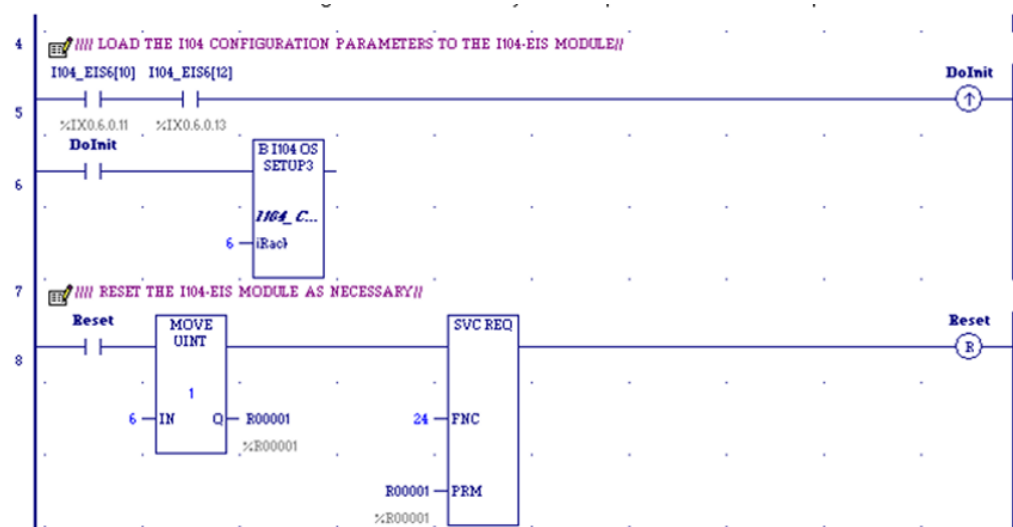 4
//// LOAD THE I104 CONFIGURATION PARAMETERS TO THE I104-EIS MODULE//
I104_EIS6[10] I104_EIS6[12] DoInit
5
%IX0.6.0.11 %IX0.6.0.13
DoInit
B I104 OS
SETUP3
6
I104_C...
6 iRack
7
//// RESET THE I104-EIS MODULE AS NECESSARY//
Reset MOVE SVC REQ Reset
UINT
R
8
1
6 IN Q R00001 24 FNC
%R00001
R00001 PRM
%R00001